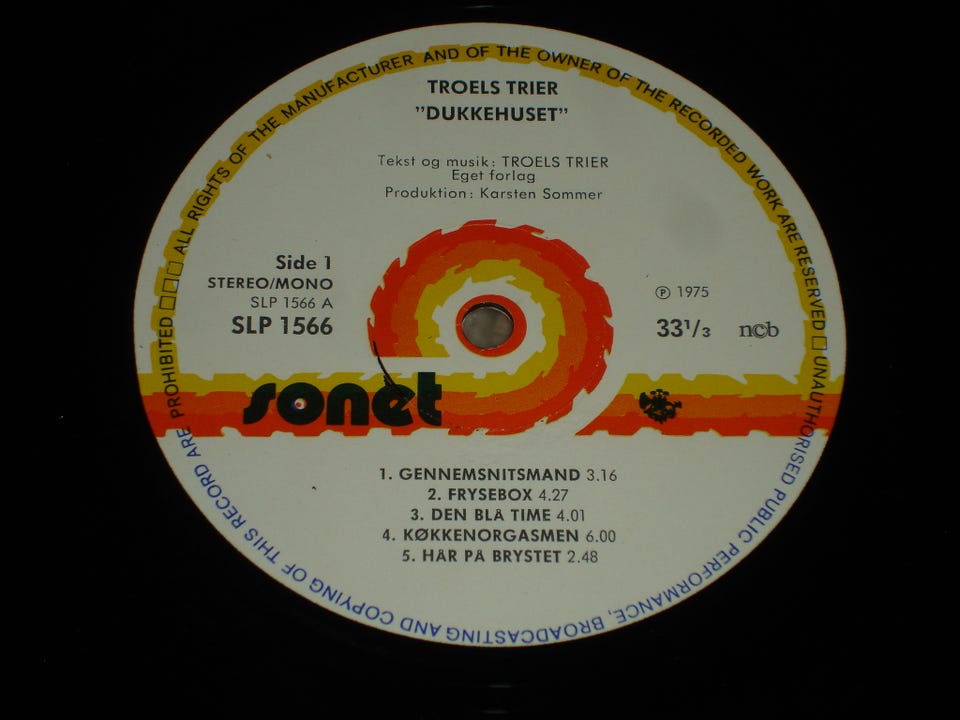 TROELS TRIER
”DUKKEHUSET”
Tekst og musik: TROELS TRIER
Eget forlag
Produktion: Karsten Sommer
Side 1
STEREO/MONO
SLP 1566 A
SLP 1566
℗ 1975
33 1/3 ncb
sonet
1. GENNEMSNITSMAND 3.16
2. FRYSEBOX 4.27
3. DEN BLÅ TIME 4.01
4. KØKKENORGASMEN 6.00
5. HÅR PÅ BRYSTET 2.48
ALL RIGHTS OF THE MANUFACTURER AND OF THE OWNER OF THE RECORDED WORK ARE RESERVED □ UNAUTHORISED PUBLIC PERFORMANCE, BROADCASTING AND COPYING OF THIS RECORD ARE PROHIBITED □□□